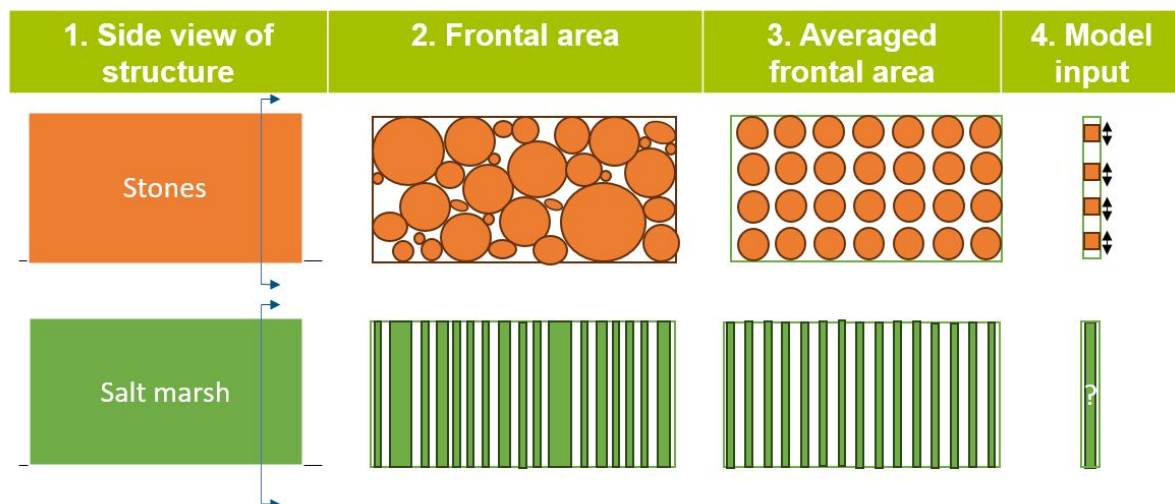 1. Side view of
structure
2. Frontal area
3. Averaged
frontal area
4. Model
input
Stones
Salt marsh
?